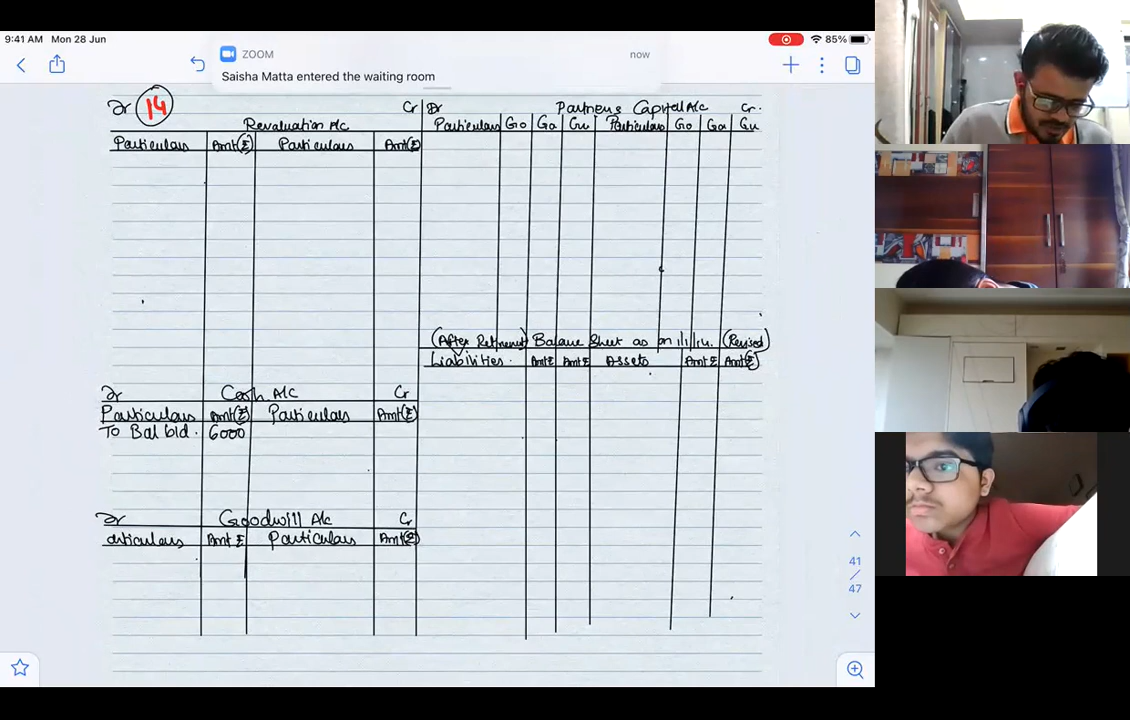 9:41 AM Mon 28 Jun
85%
ZOOM
now
Saisha Matta entered the waiting room
Dr 14 Cr
Revaluation A/c
Particulars Amt(₹) Particulars Amt(₹)
Dr Partners Capital A/c Cr.
Particulars Go Ga Gu Particulars Go Ga Gu
(After Retirement) Balance Sheet as on 1/1/14. (Revised)
Liabilities. Amt₹ Amt₹ Assets Amt₹ Amt₹
Dr Cash A/c Cr
Particulars Amt(₹) Particulars Amt(₹)
To Bal b/d. 6000
Dr Goodwill A/c Cr
articulars Amt ₹ Particulars Amt(₹)
41
/
47